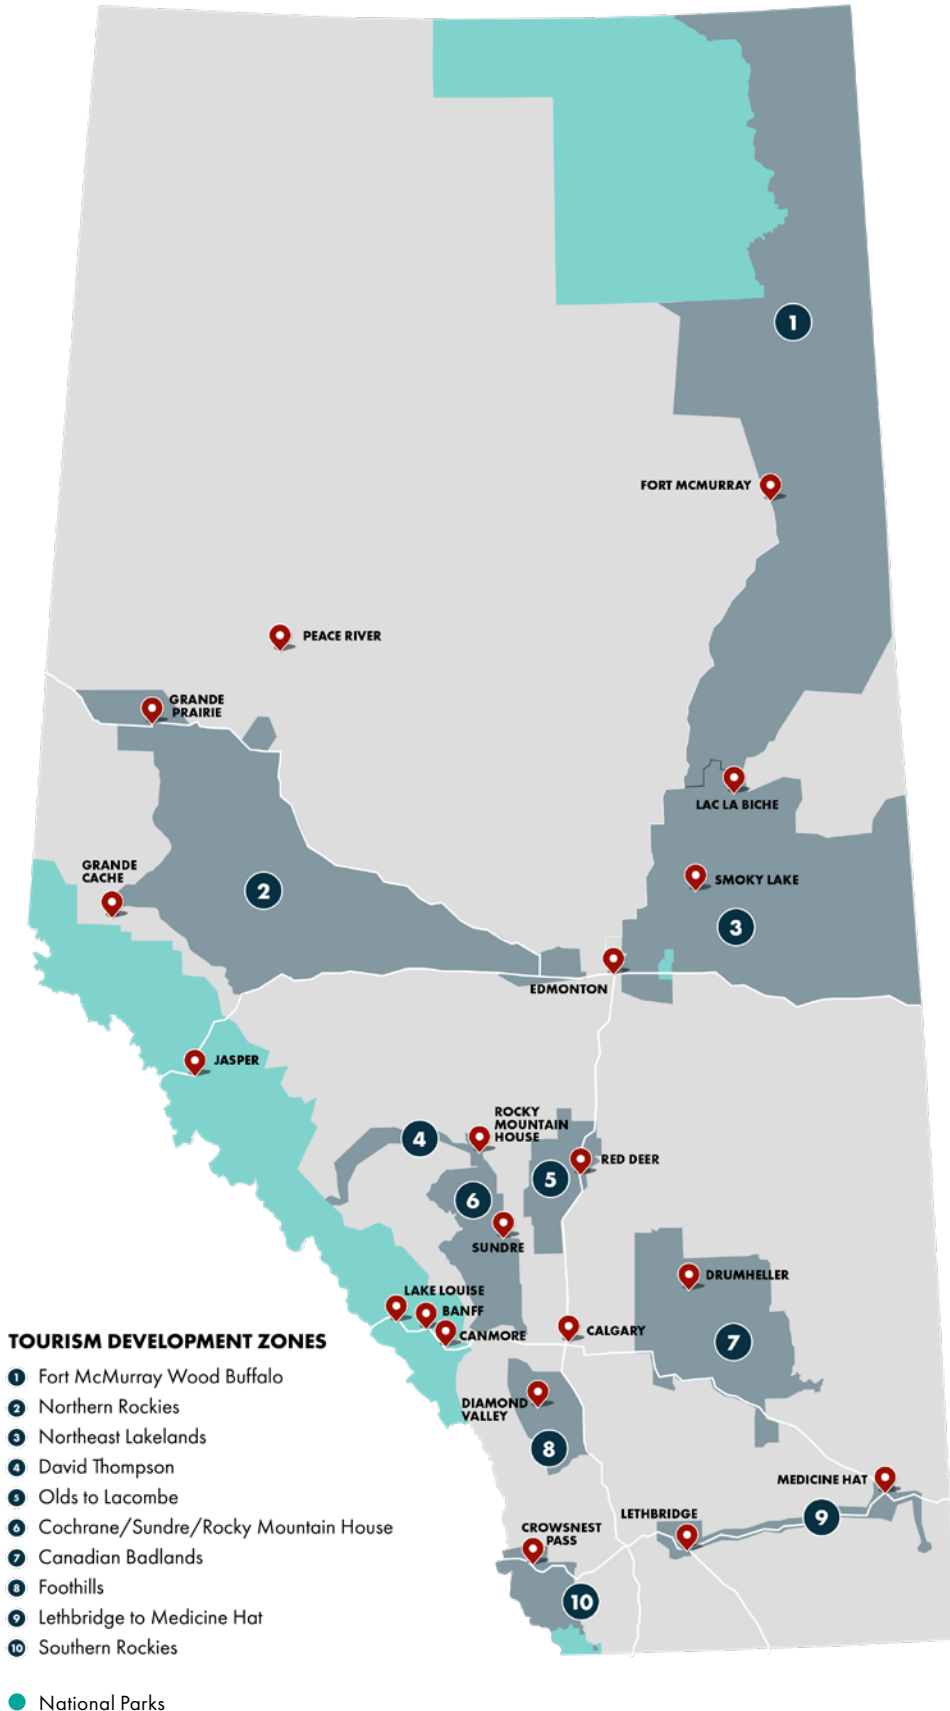 1
FORT MCMURRAY
PEACE RIVER
GRANDE
PRAIRIE
LAC LA BICHE
GRANDE
CACHE
2
SMOKY LAKE
3
EDMONTON
JASPER
ROCKY
MOUNTAIN
HOUSE
4
RED DEER
5
6
SUNDRE
DRUMHELLER
LAKE LOUISE
BANFF
CANMORE
CALGARY
7
DIAMOND
VALLEY
8
MEDICINE HAT
LETHBRIDGE
9
CROWSNEST
PASS
10
TOURISM DEVELOPMENT ZONES
1 Fort McMurray Wood Buffalo
2 Northern Rockies
3 Northeast Lakelands
4 David Thompson
5 Olds to Lacombe
6 Cochrane/Sundre/Rocky Mountain House
7 Canadian Badlands
8 Foothills
9 Lethbridge to Medicine Hat
10 Southern Rockies
National Parks